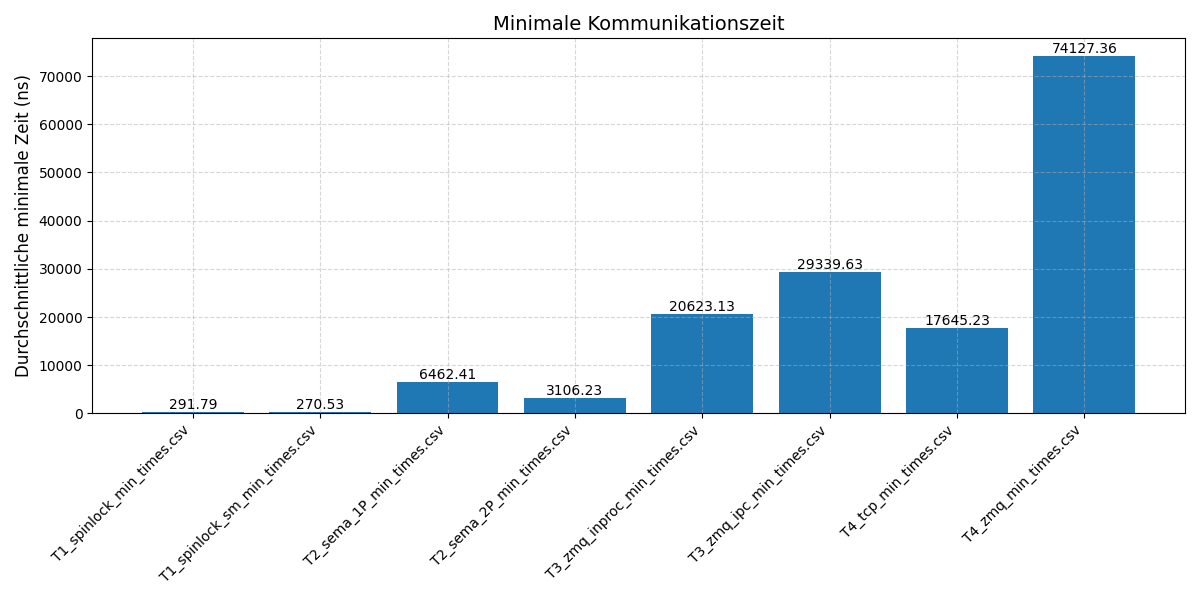 Minimale Kommunikationszeit
Durchschnittliche minimale Zeit (ns)
70000
60000
50000
40000
30000
20000
10000
0
291.79
270.53
6462.41
3106.23
20623.13
29339.63
17645.23
74127.36
T1_spinlock_min_times.csv
T1_spinlock_sm_min_times.csv
T2_sema_1P_min_times.csv
T2_sema_2P_min_times.csv
T3_zmq_inproc_min_times.csv
T3_zmq_ipc_min_times.csv
T4_tcp_min_times.csv
T4_zmq_min_times.csv